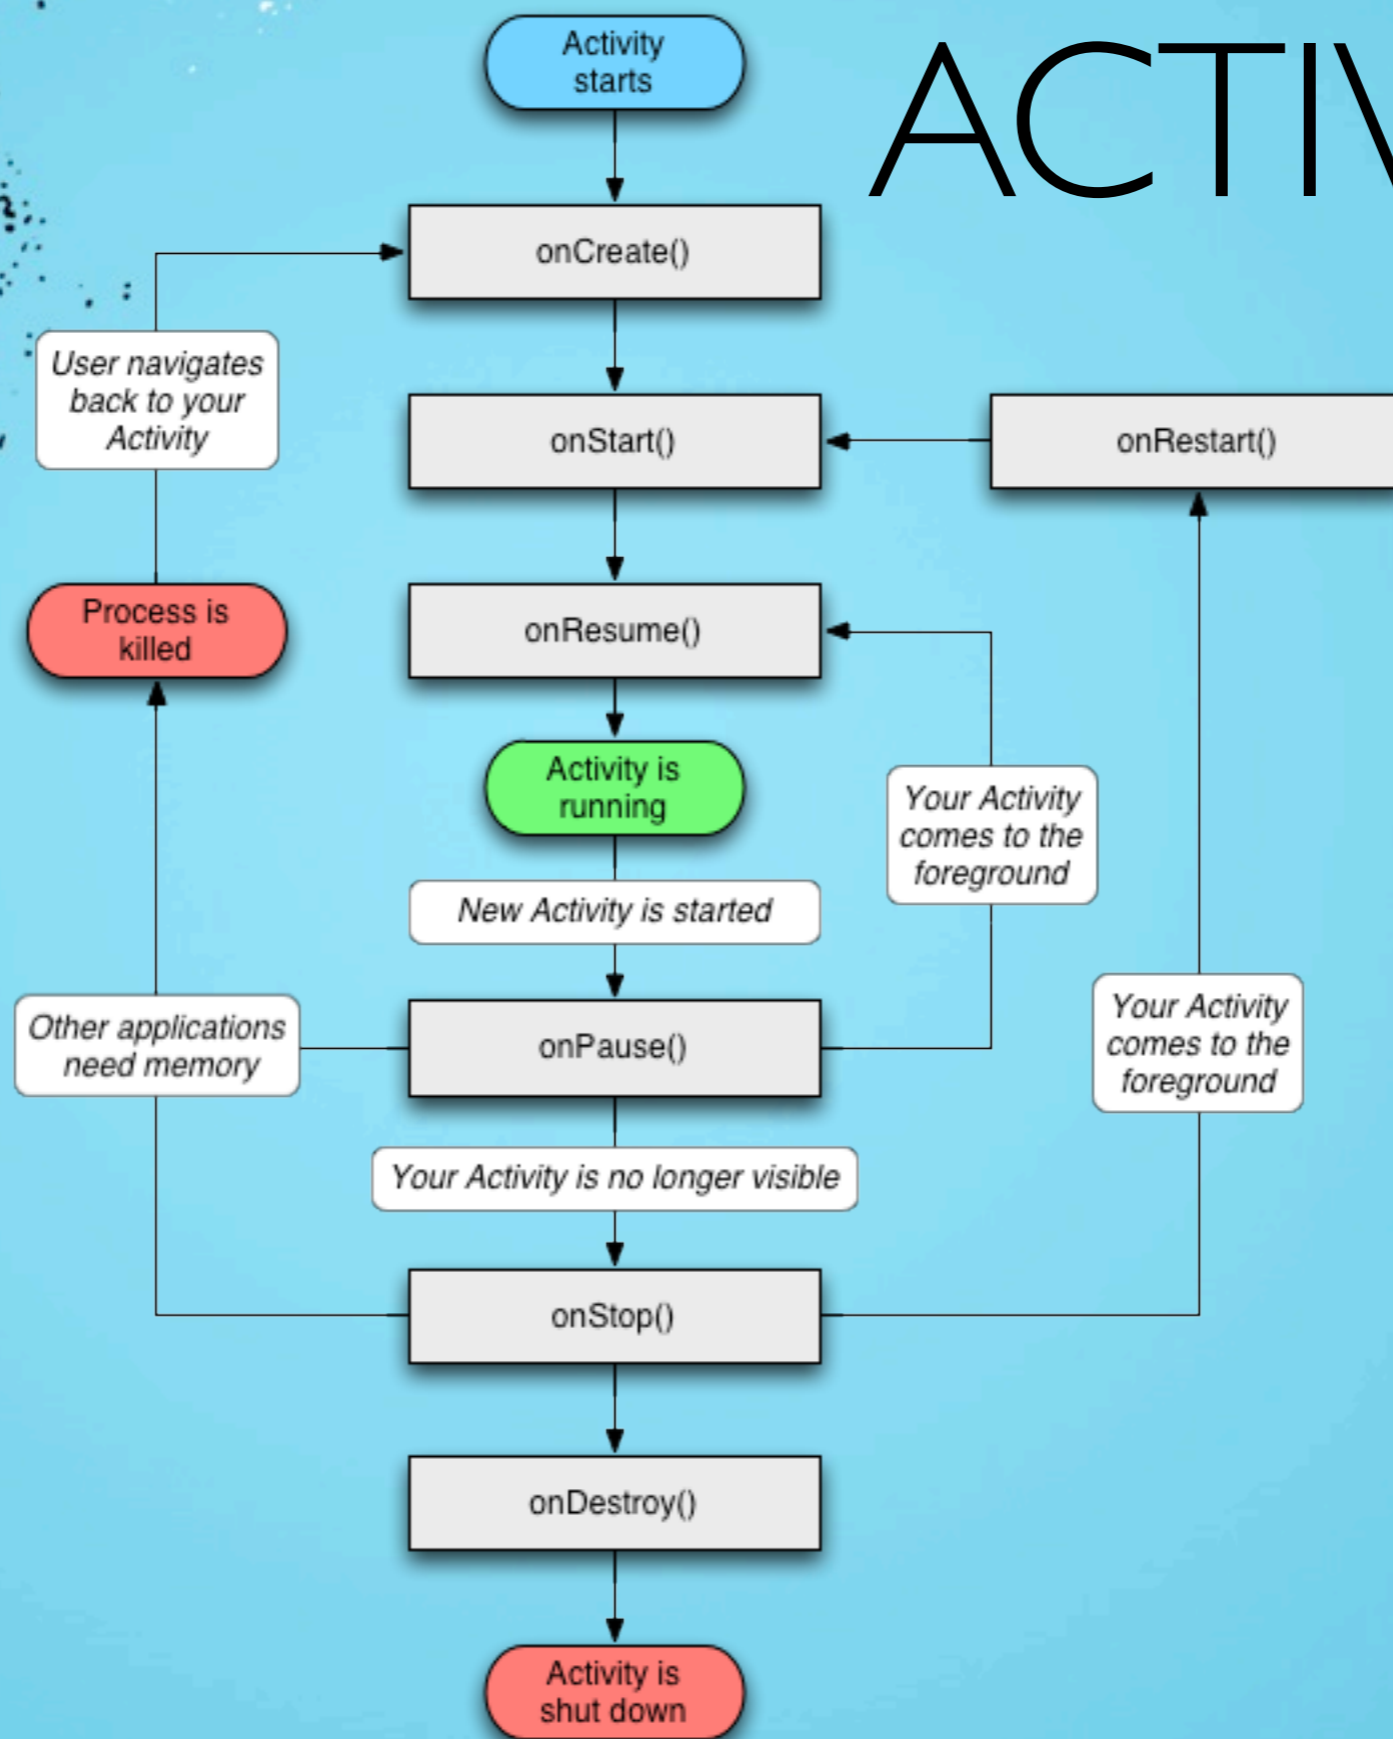 Activity
starts
ACTIV
onCreate()
User navigates
back to your
Activity
onStart()
onRestart()
Process is
killed
onResume()
Activity is
running
Your Activity
comes to the
foreground
New Activity is started
Other applications
need memory
onPause()
Your Activity
comes to the
foreground
Your Activity is no longer visible
onStop()
onDestroy()
Activity is
shut down